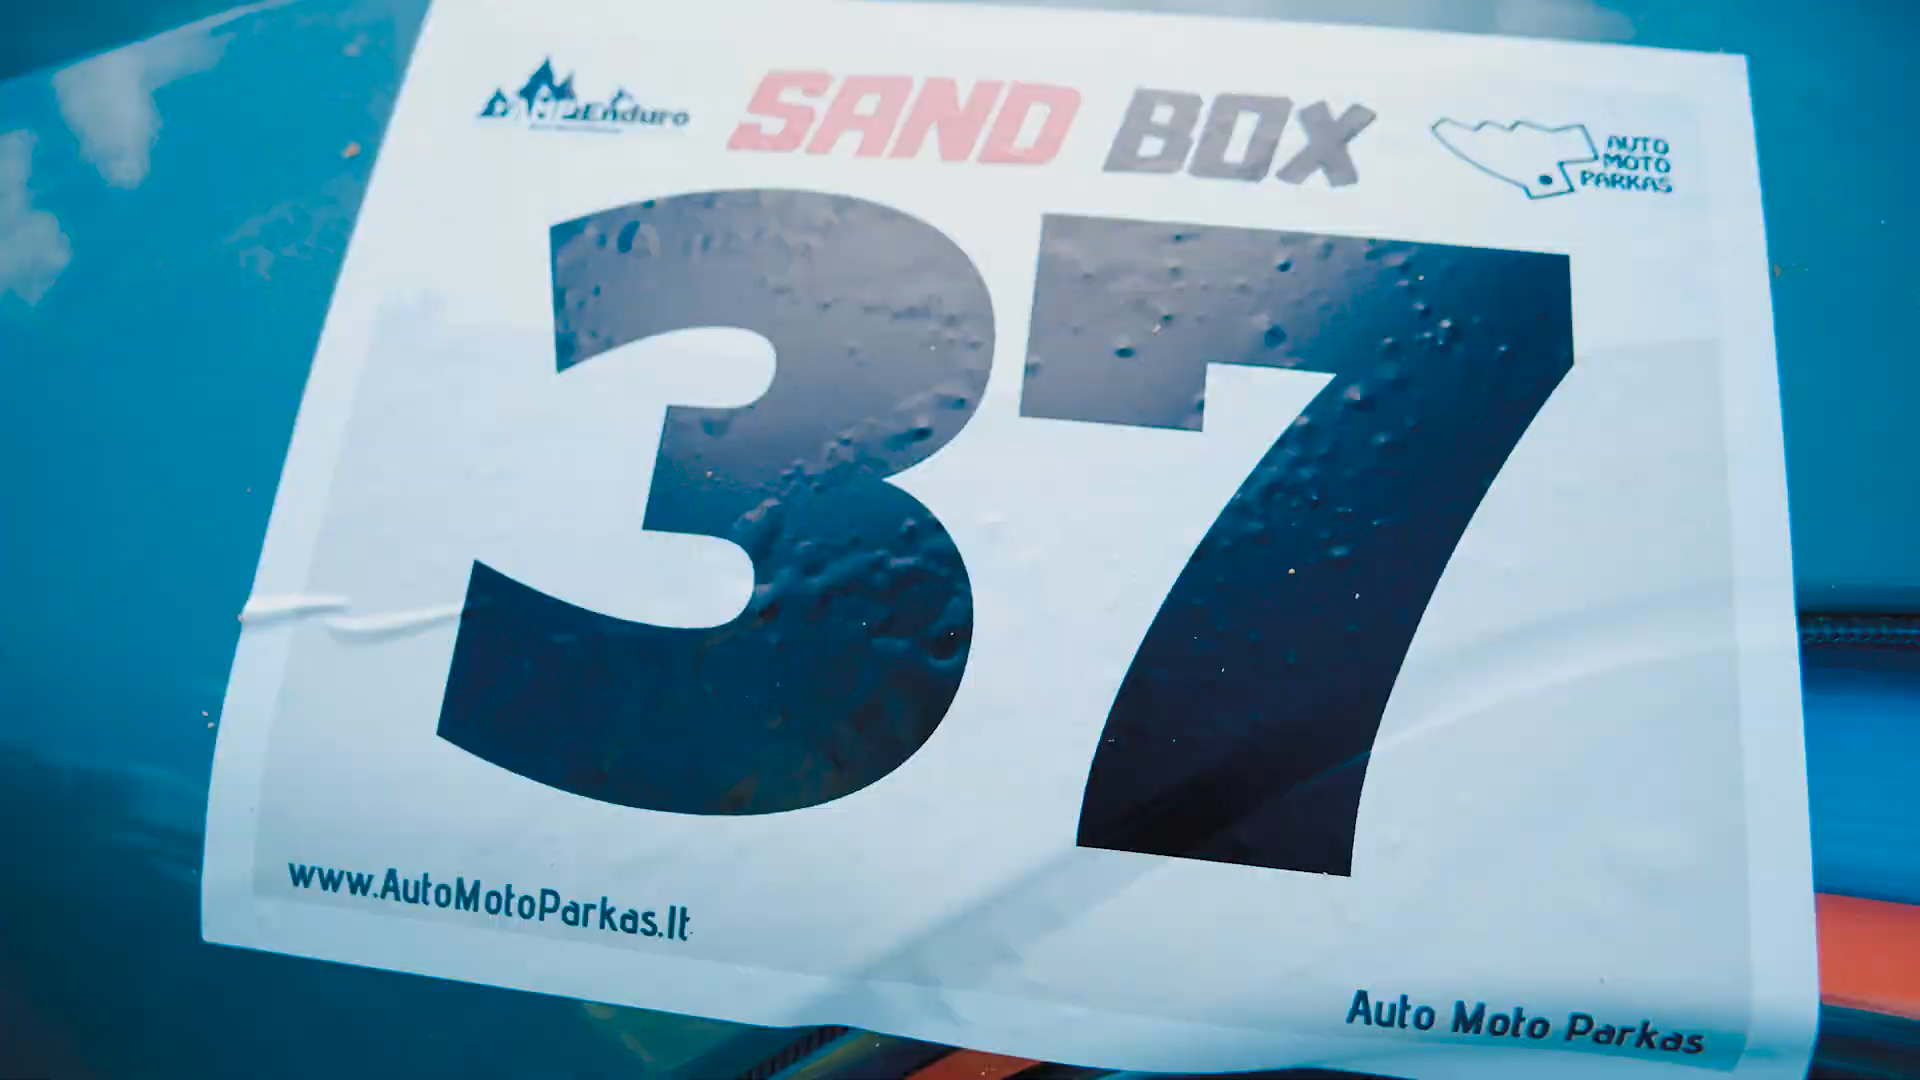 Enduro
SAND BOX
AUTO
MOTO
PARKAS
37
www.AutoMotoParkas.lt
Auto Moto Parkas